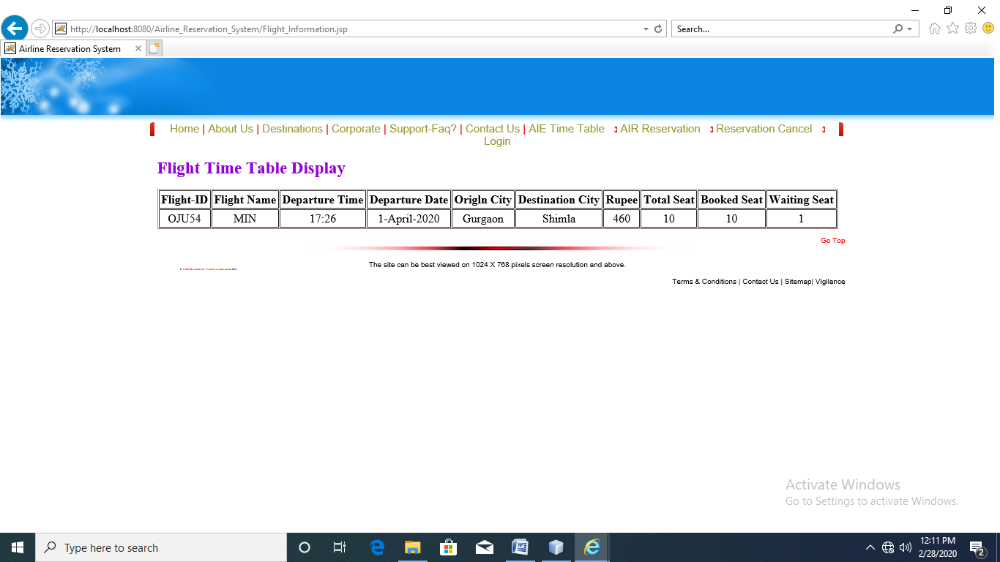 http://localhost:8080/Airline_Reservation_System/Flight_Information.jsp
Search...
Airline Reservation System
Home | About Us | Destinations | Corporate | Support-Faq? | Contact Us | AIE Time Table AIR Reservation Reservation Cancel
Login
Flight Time Table Display
Flight-ID Flight Name Departure Time Departure Date OrigIn City Destination City Rupee Total Seat Booked Seat Waiting Seat
OJU54 MIN 17:26 1-April-2020 Gurgaon Shimla 460 10 10 1
Go Top
The site can be best viewed on 1024 X 768 pixels screen resolution and above.
Terms & Conditions | Contact Us | Sitemap| Vigilance
Activate Windows
Go to Settings to activate Windows.
Type here to search
12:11 PM
2/28/2020
2